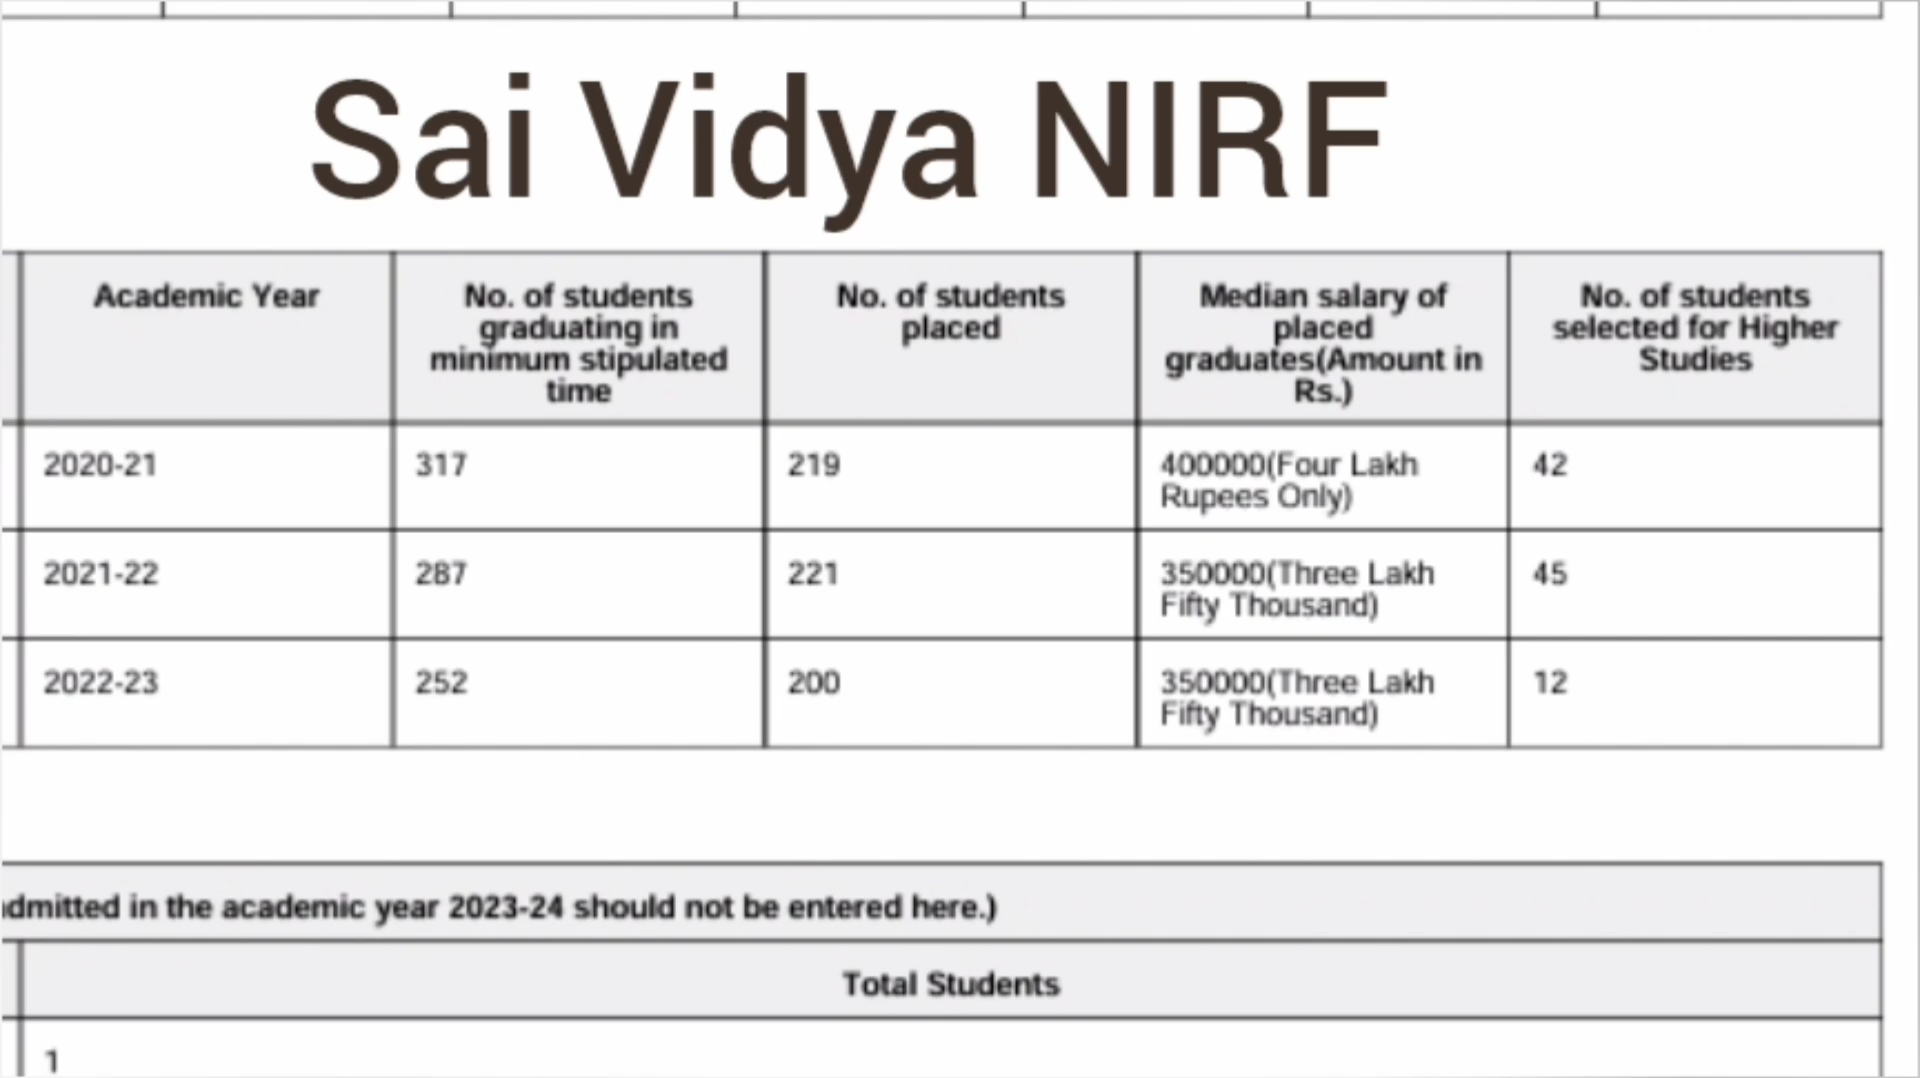 Sai Vidya NIRF
Academic Year
No. of students
graduating in
minimum stipulated
time
No. of students
placed
Median salary of
placed
graduates(Amount in
Rs.)
No. of students
selected for Higher
Studies
2020-21
317
219
400000(Four Lakh
Rupees Only)
42
2021-22
287
221
350000(Three Lakh
Fifty Thousand)
45
2022-23
252
200
350000(Three Lakh
Fifty Thousand)
12
dmitted in the academic year 2023-24 should not be entered here.)
Total Students
1